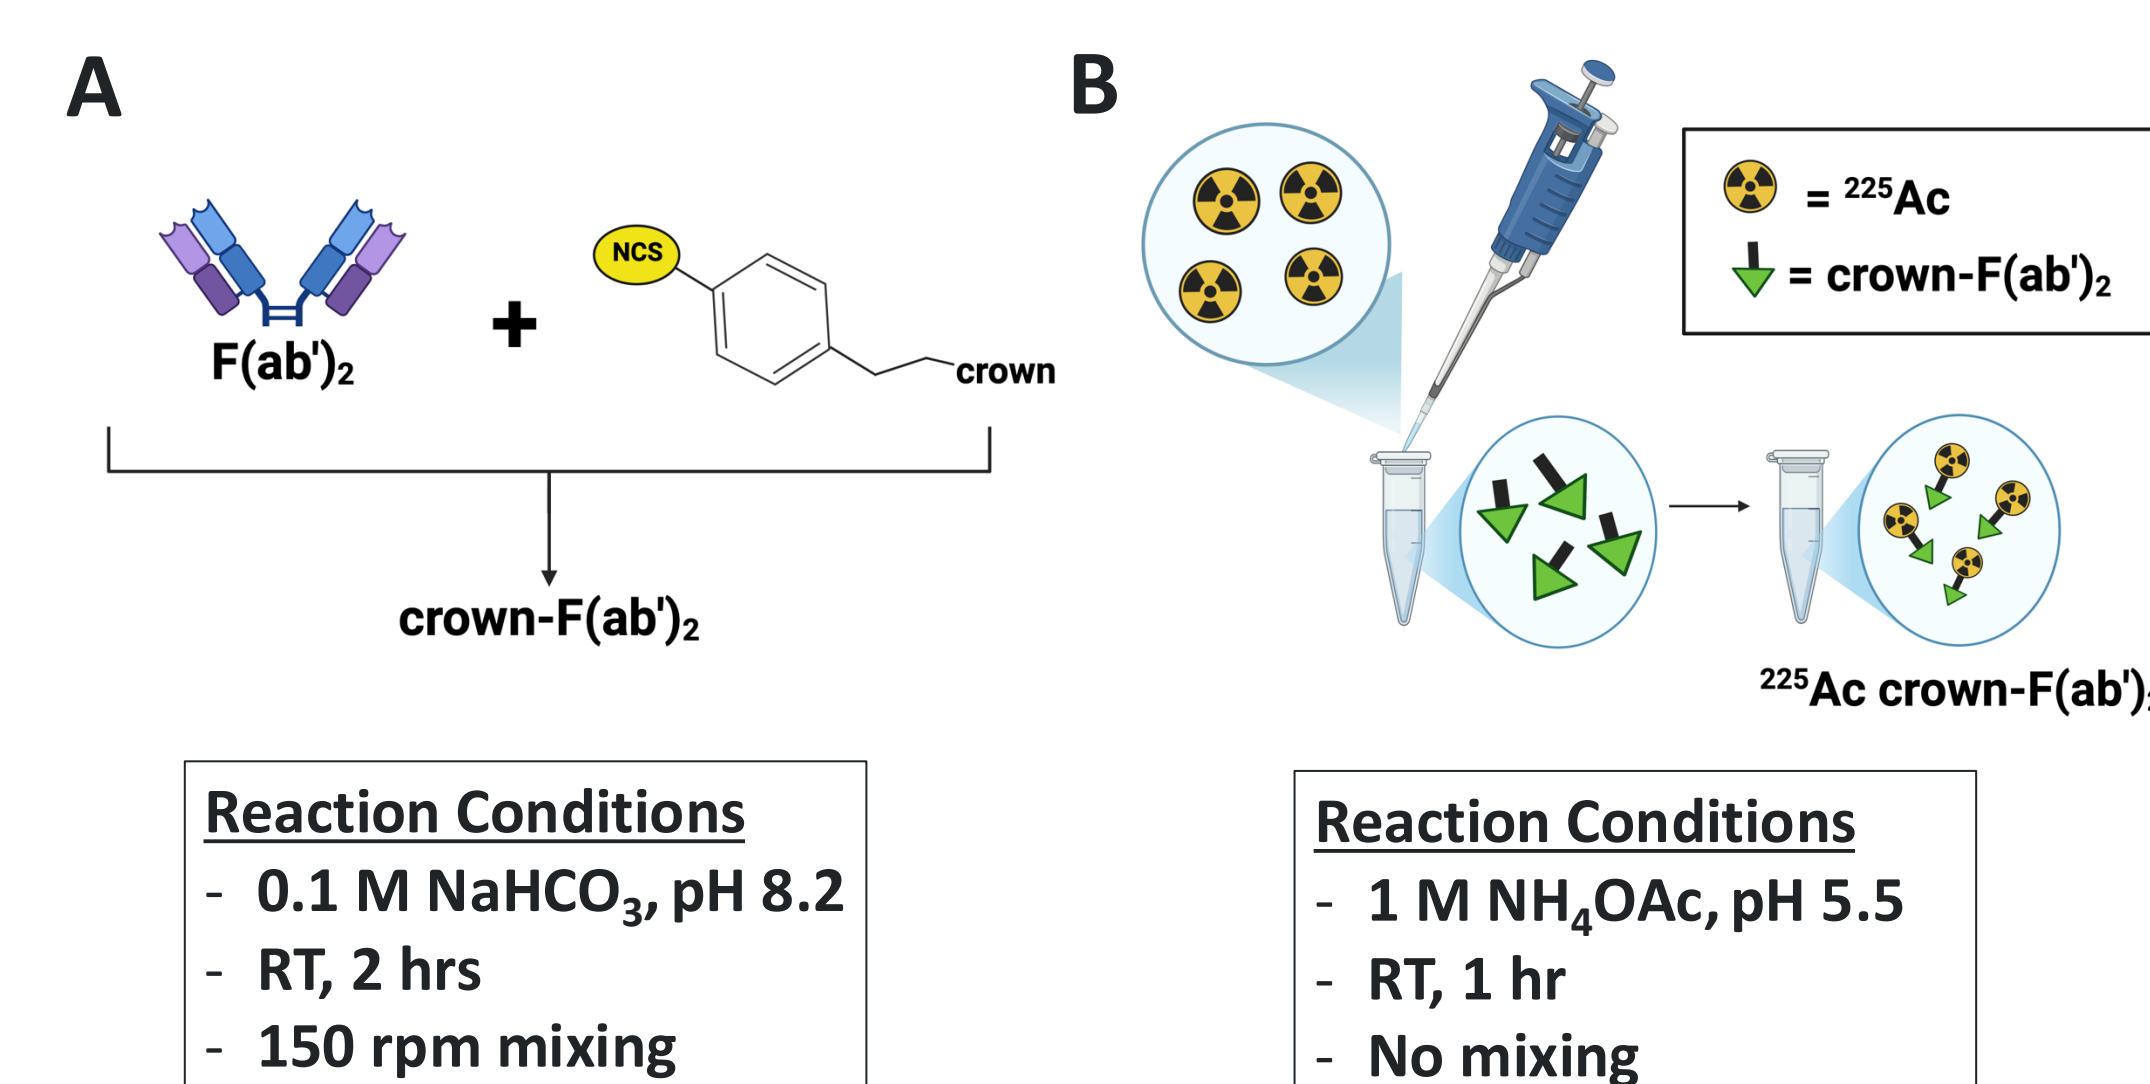 A
NCS
F(ab')₂
+
crown
crown-F(ab')₂
Reaction Conditions
- 0.1 M NaHCO₃, pH 8.2
- RT, 2 hrs
- 150 rpm mixing
B
= ²²⁵Ac
= crown-F(ab')₂
²²⁵Ac crown-F(ab')₂
Reaction Conditions
- 1 M NH₄OAc, pH 5.5
- RT, 1 hr
- No mixing